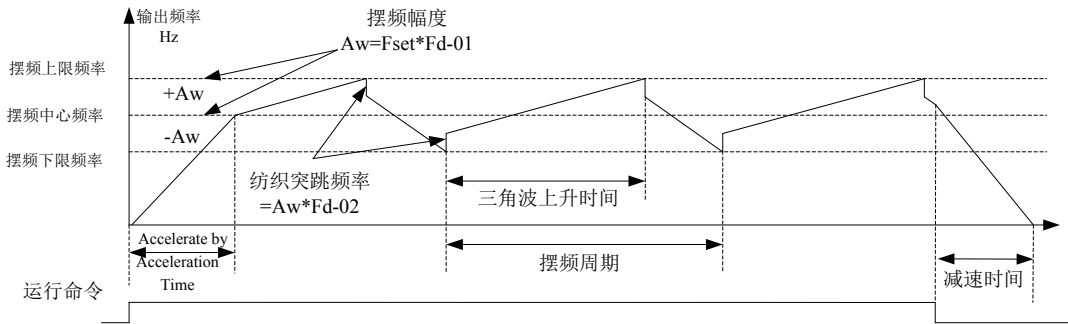 输出频率
Hz
摆频幅度
Aw=Fset*Fd-01
摆频上限频率
+Aw
摆频中心频率
-Aw
摆频下限频率
纺织突跳频率
=Aw*Fd-02
三角波上升时间
Accelerate by
Acceleration
Time
摆频周期
减速时间
运行命令